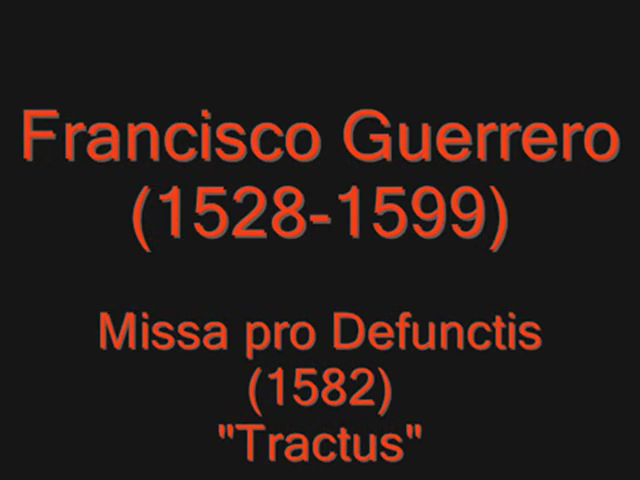 Francisco Guerrero
(1528-1599)
Missa pro Defunctis
(1582)
"Tractus"